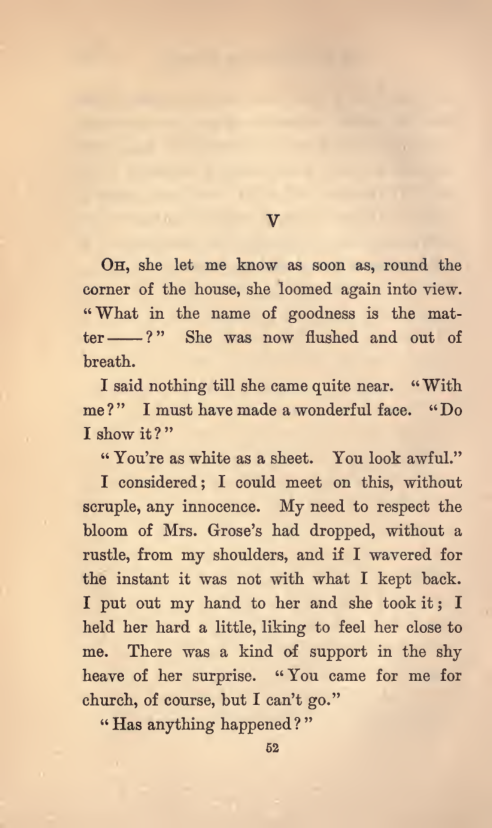 V
OH, she let me know as soon as, round the
corner of the house, she loomed again into view.
“What in the name of goodness is the mat-
ter——?” She was now flushed and out of
breath.
I said nothing till she came quite near. “With
me?” I must have made a wonderful face. “Do
I show it?”
“You're as white as a sheet. You look awful.”
I considered; I could meet on this, without
scruple, any innocence. My need to respect the
bloom of Mrs. Grose's had dropped, without a
rustle, from my shoulders, and if I wavered for
the instant it was not with what I kept back.
I put out my hand to her and she took it; I
held her hard a little, liking to feel her close to
me. There was a kind of support in the shy
heave of her surprise. “You came for me for
church, of course, but I can't go.”
“Has anything happened?”
52